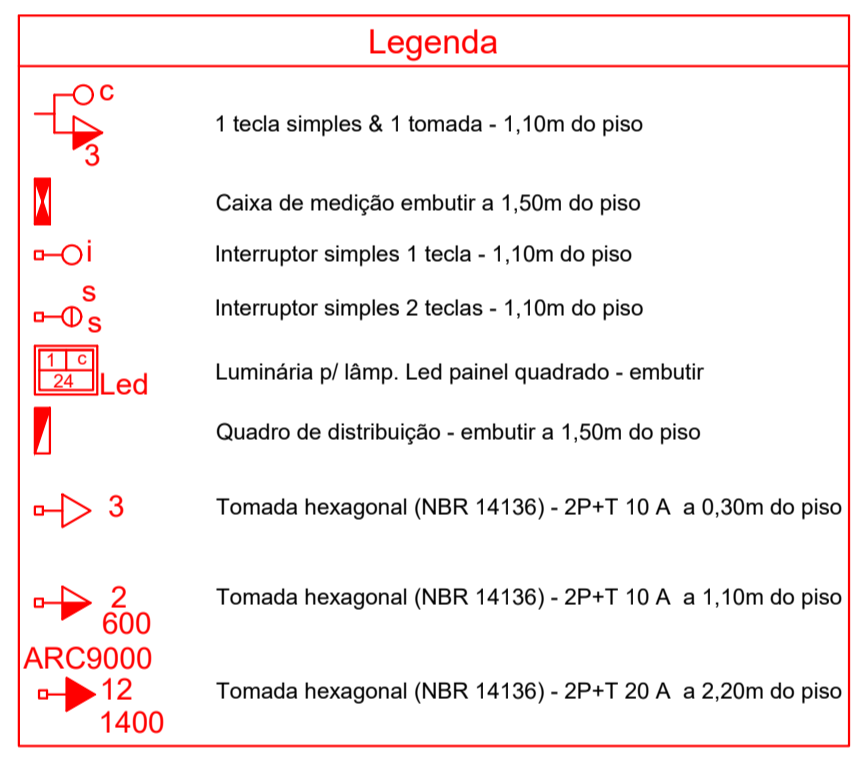 Legenda
c
3
1 tecla simples & 1 tomada - 1,10m do piso
Caixa de medição embutir a 1,50m do piso
i
Interruptor simples 1 tecla - 1,10m do piso
s
s
Interruptor simples 2 teclas - 1,10m do piso
1 c
24
Led
Luminária p/ lâmp. Led painel quadrado - embutir
Quadro de distribuição - embutir a 1,50m do piso
3
Tomada hexagonal (NBR 14136) - 2P+T 10 A  a 0,30m do piso
2
600
Tomada hexagonal (NBR 14136) - 2P+T 10 A  a 1,10m do piso
ARC9000
12
1400
Tomada hexagonal (NBR 14136) - 2P+T 20 A  a 2,20m do piso